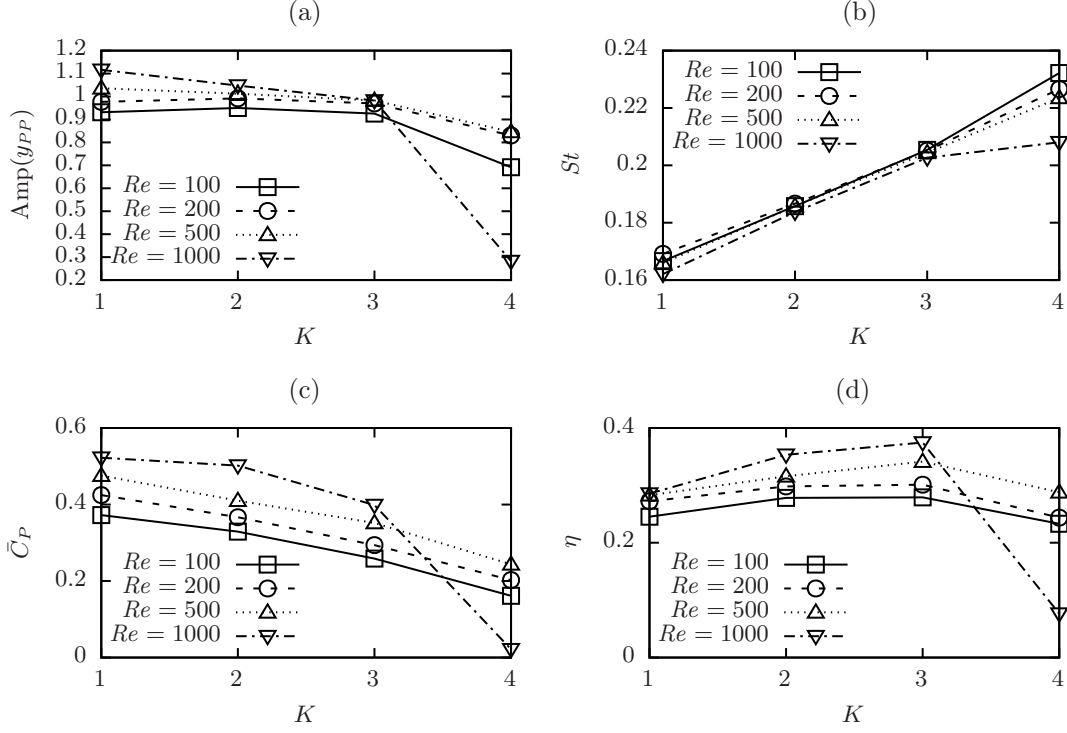 (a)
Amp(y_{PP})
1.2
1.1
1
0.9
0.8
0.7
0.6
0.5
0.4
0.3
0.2
Re = 100
Re = 200
Re = 500
Re = 1000
1 2 3 4
K
(b)
St
0.24
0.22
0.2
0.18
0.16
Re = 100
Re = 200
Re = 500
Re = 1000
1 2 3 4
K
(c)
C̄_P
0.6
0.4
0.2
0
Re = 100
Re = 200
Re = 500
Re = 1000
1 2 3 4
K
(d)
η
0.4
0.2
0
Re = 100
Re = 200
Re = 500
Re = 1000
1 2 3 4
K